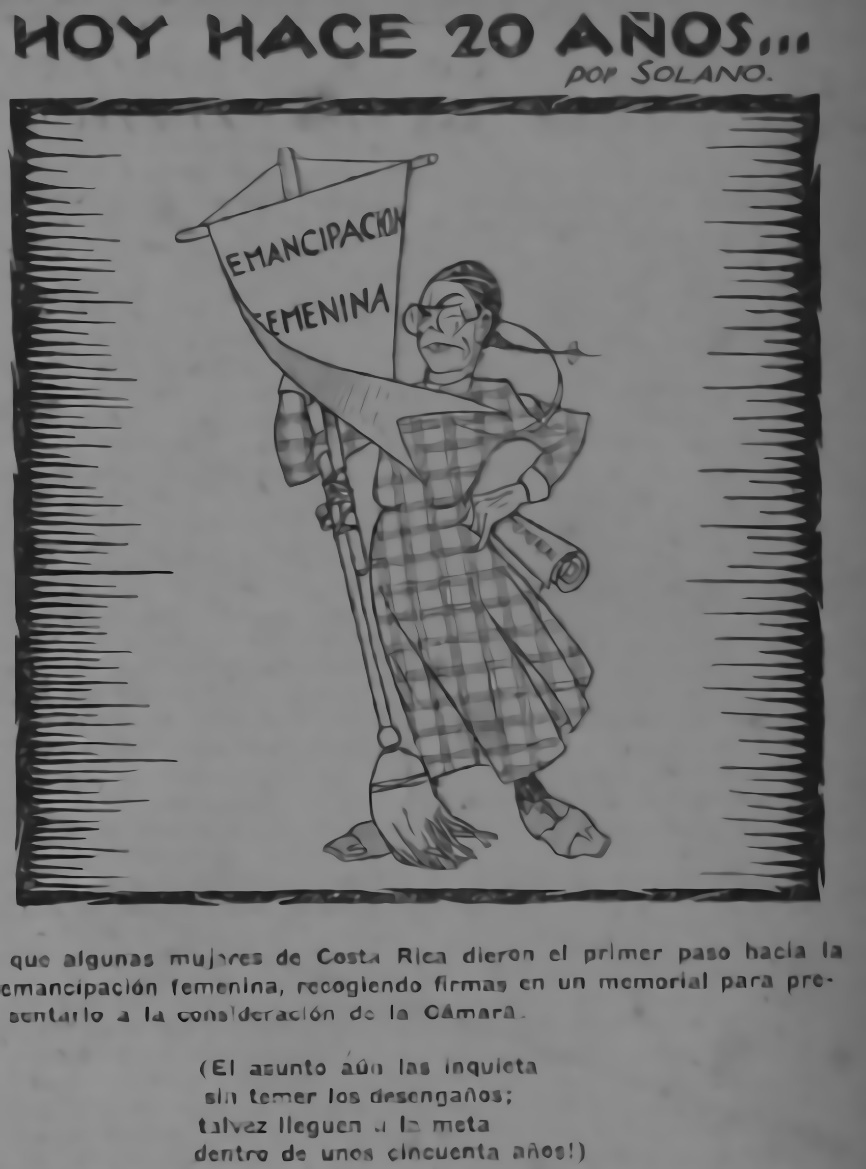 HOY HACE 20 AÑOS...
por SOLANO.
EMANCIPACION
FEMENINA
que algunas mujeres de Costa Rica dieron el primer paso hacia la
emancipación femenina, recogiendo firmas en un memorial para pre-
sentarlo a la consideración de la Cámara.
(El asunto aún las inquieta
sin temer los desengaños;
talvez lleguen a la meta
dentro de unos cincuenta años!)